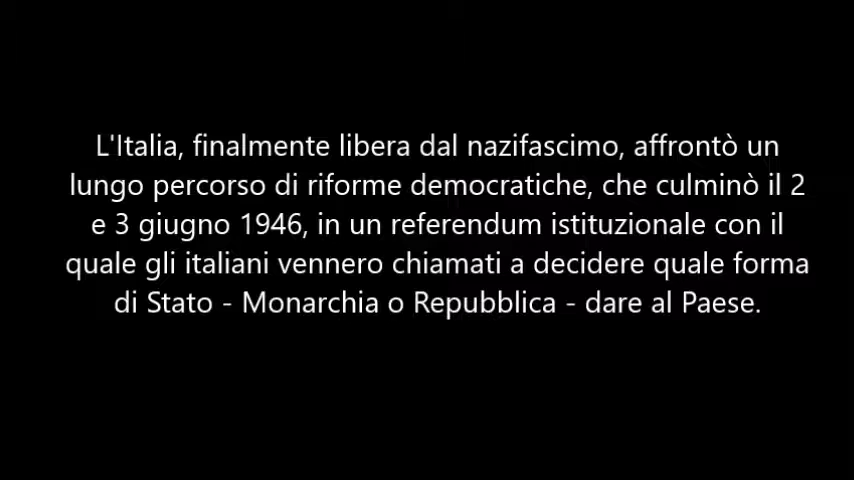 L'Italia, finalmente libera dal nazifascimo, affrontò un
lungo percorso di riforme democratiche, che culminò il 2
e 3 giugno 1946, in un referendum istituzionale con il
quale gli italiani vennero chiamati a decidere quale forma
di Stato - Monarchia o Repubblica - dare al Paese.